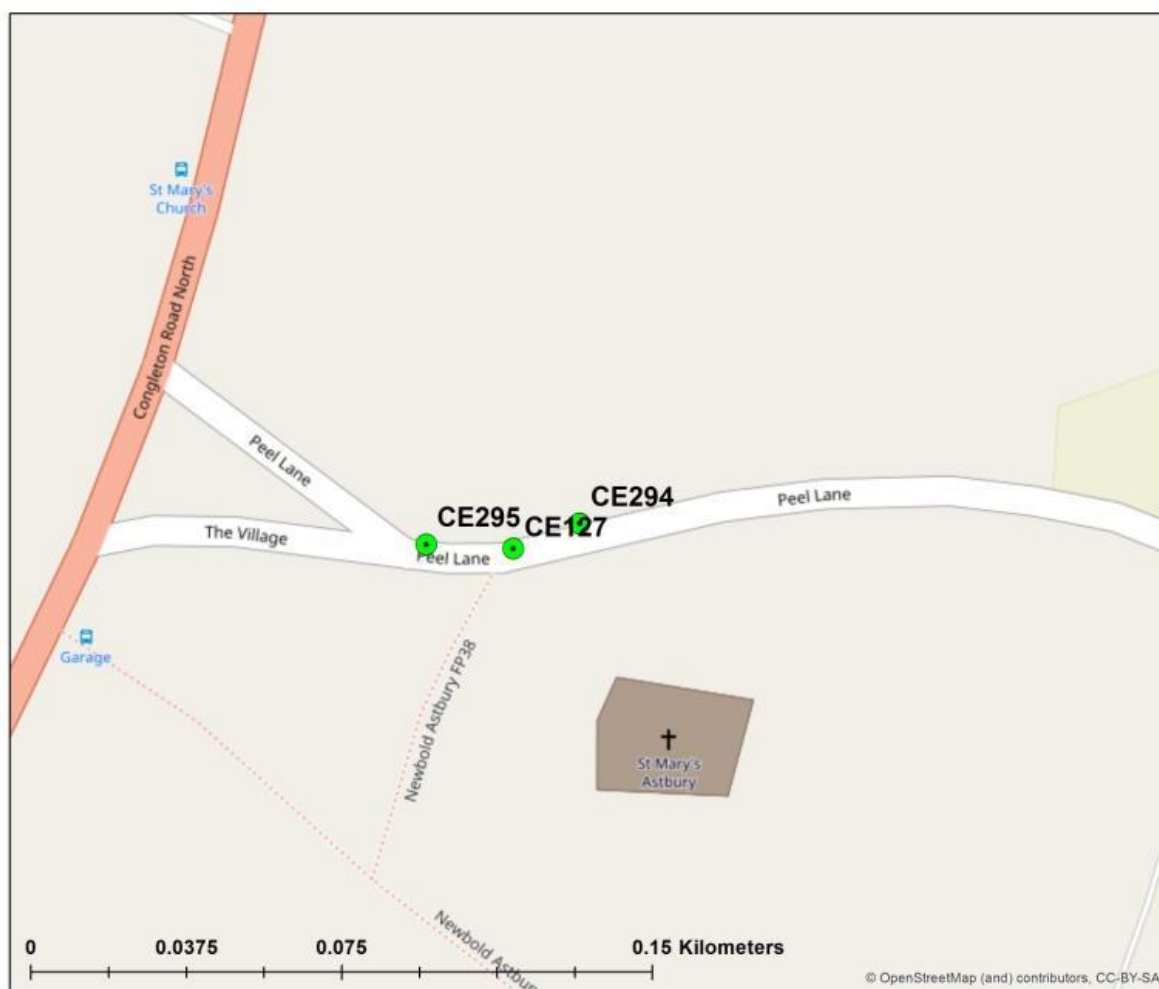 St Mary's
Church
Congleton Road North
Peel Lane
CE294
CE295
CE127
Peel Lane
The Village
Peel Lane
Garage
Newbold Astbury FP38
St Mary's
Astbury
Newbold Astbury
0 0.0375 0.075 0.15 Kilometers
© OpenStreetMap (and) contributors, CC-BY-SA